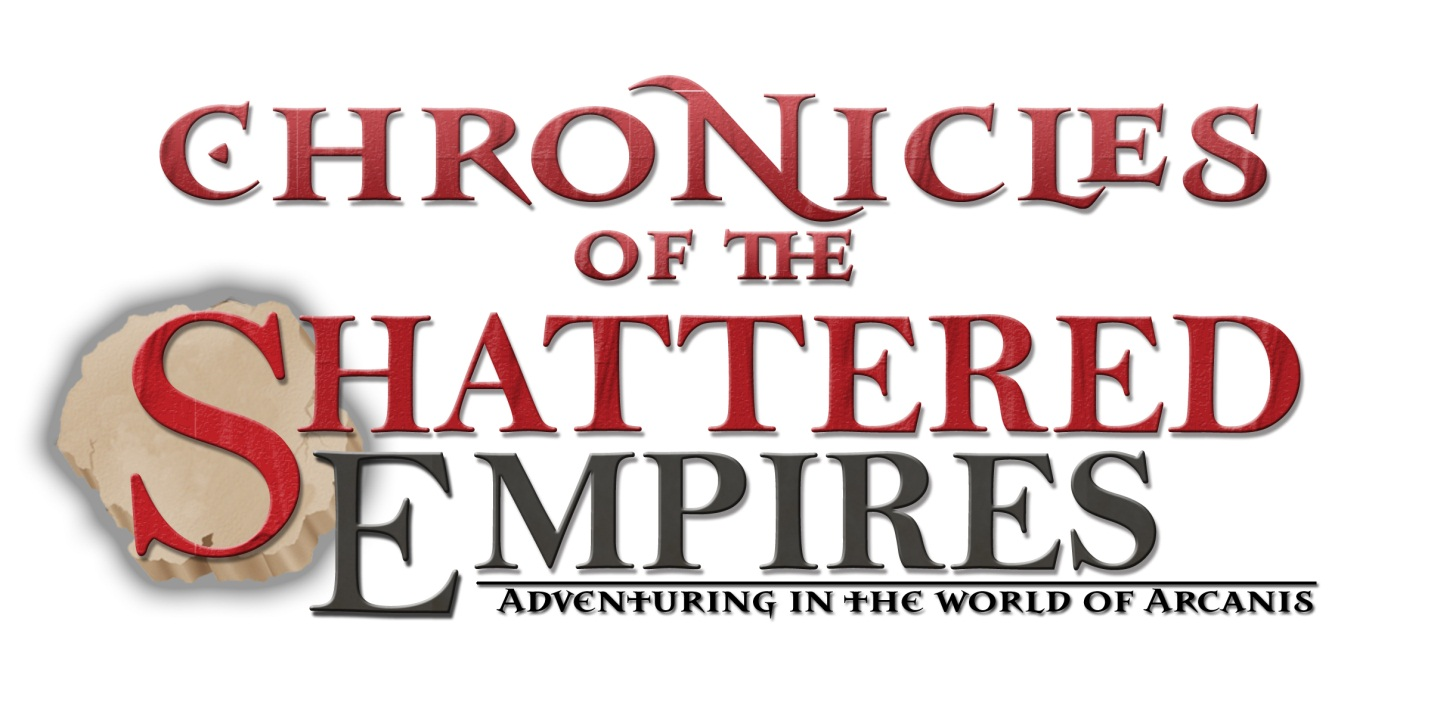 CHRONICLES
OF THE
SHATTERED
EMPIRES
ADVENTURING IN THE WORLD OF ARCANIS